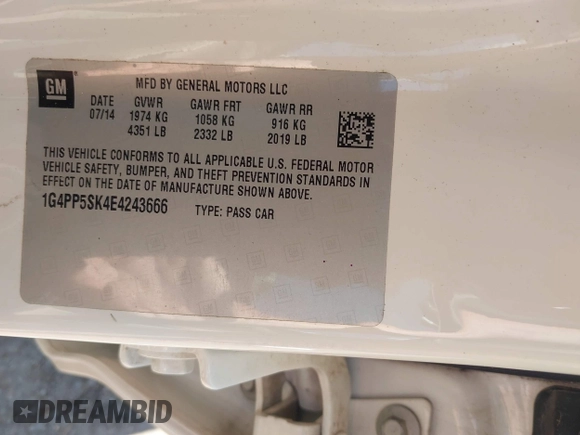 GM
MFD BY GENERAL MOTORS LLC
DATE GVWR GAWR FRT GAWR RR
07/14 1974 KG 1058 KG 916 KG
4351 LB 2332 LB 2019 LB
THIS VEHICLE CONFORMS TO ALL APPLICABLE U.S. FEDERAL MOTOR
VEHICLE SAFETY, BUMPER, AND THEFT PREVENTION STANDARDS IN
EFFECT ON THE DATE OF MANUFACTURE SHOWN ABOVE.
1G4PP5SK4E4243666 TYPE: PASS CAR
DREAMBID